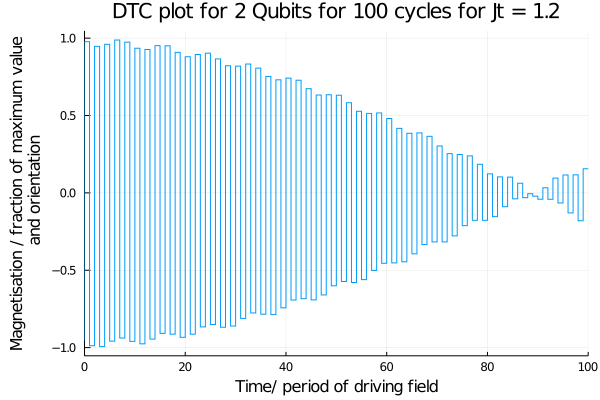 DTC plot for 2 Qubits for 100 cycles for Jt = 1.2
Magnetisation / fraction of maximum value
and orientation
1.0
0.5
0.0
−0.5
−1.0
0
20
40
60
80
100
Time/ period of driving field